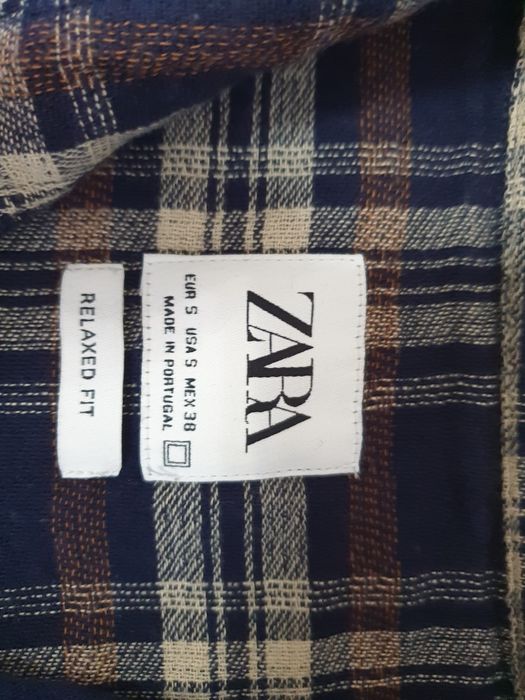 ZARA
EUR S USA S MEX 38
MADE IN PORTUGAL
RELAXED FIT